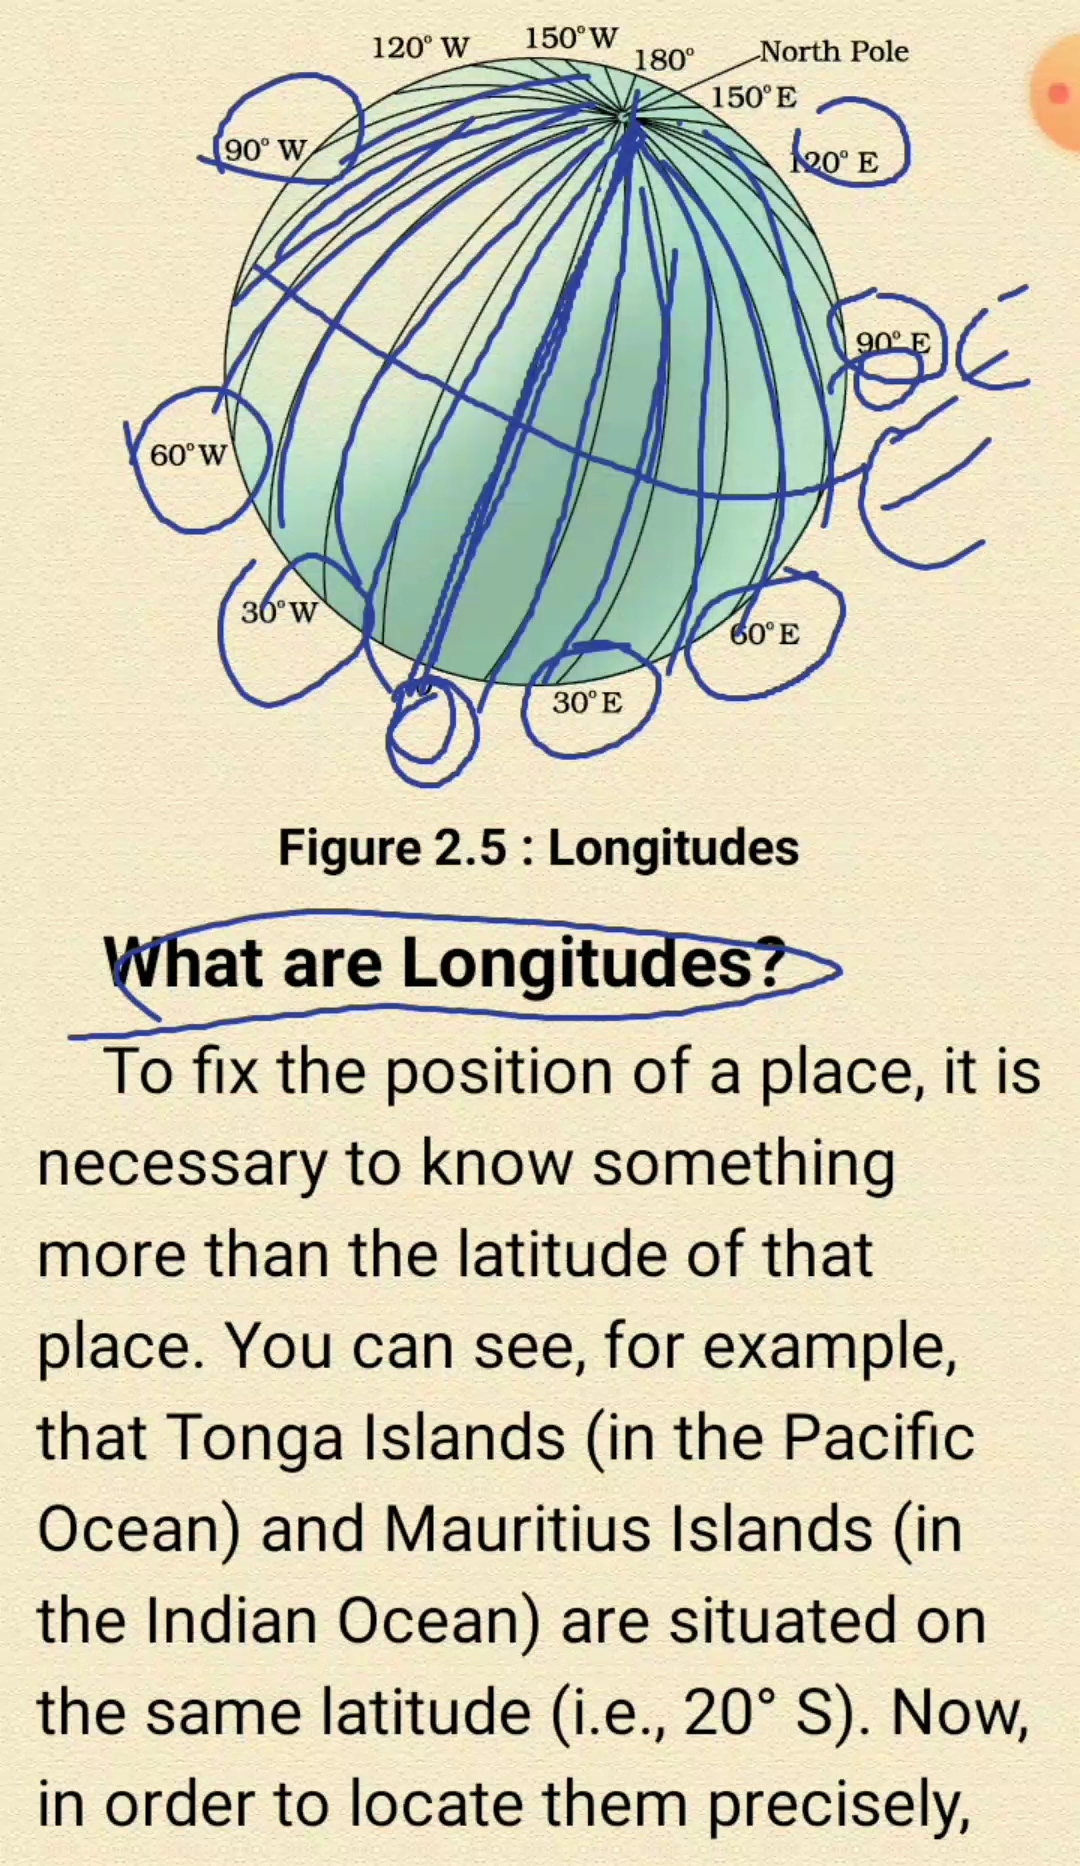 120° W 150° W 180° North Pole
150° E
90° W 120° E
90° E
60° W
30° W 60° E
30° E
Figure 2.5 : Longitudes
What are Longitudes?
To fix the position of a place, it is
necessary to know something
more than the latitude of that
place. You can see, for example,
that Tonga Islands (in the Pacific
Ocean) and Mauritius Islands (in
the Indian Ocean) are situated on
the same latitude (i.e., 20° S). Now,
in order to locate them precisely,